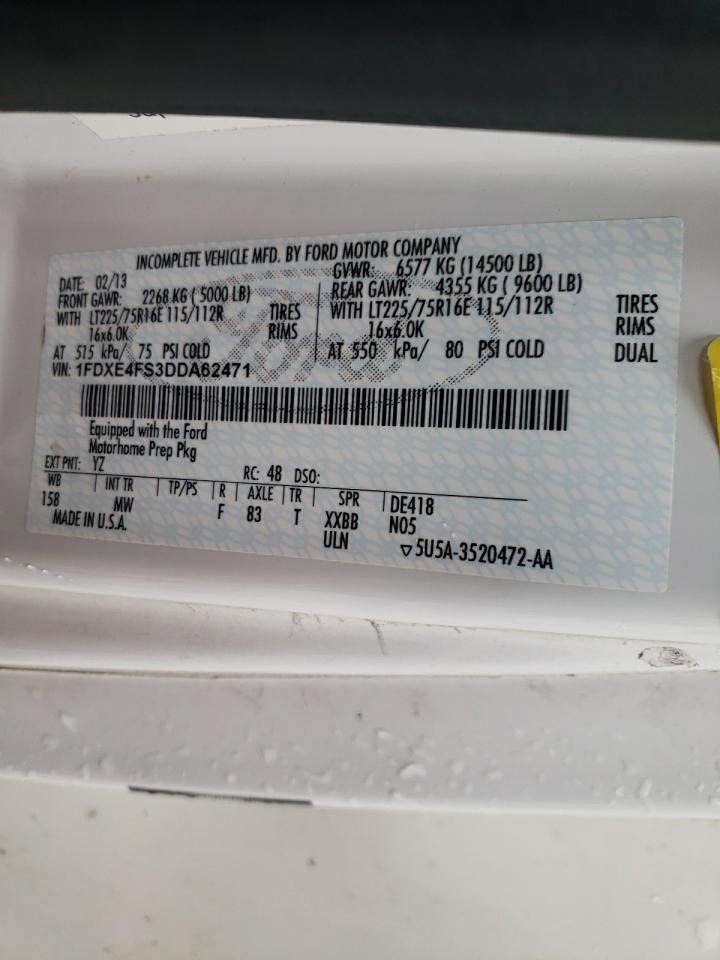 INCOMPLETE VEHICLE MFD. BY FORD MOTOR COMPANY
DATE: 02/13 GVWR: 6577 KG (14500 LB)
FRONT GAWR: 2268 KG ( 5000 LB) REAR GAWR: 4355 KG ( 9600 LB)
WITH LT225/75R16E 115/112R TIRES WITH LT225/75R16E 115/112R TIRES
16x6.0K RIMS 16x6.0K RIMS
AT 515 kPa/ 75 PSI COLD AT 550 kPa/ 80 PSI COLD DUAL
VIN: 1FDXE4FS3DDA62471
Equipped with the Ford
Motorhome Prep Pkg
EXT PNT: YZ RC: 48 DSO:
WB INT TR TP/PS R AXLE TR SPR DE418
158 MW F 83 T XXBB N05
MADE IN U.S.A. ULN ▽5U5A-3520472-AA